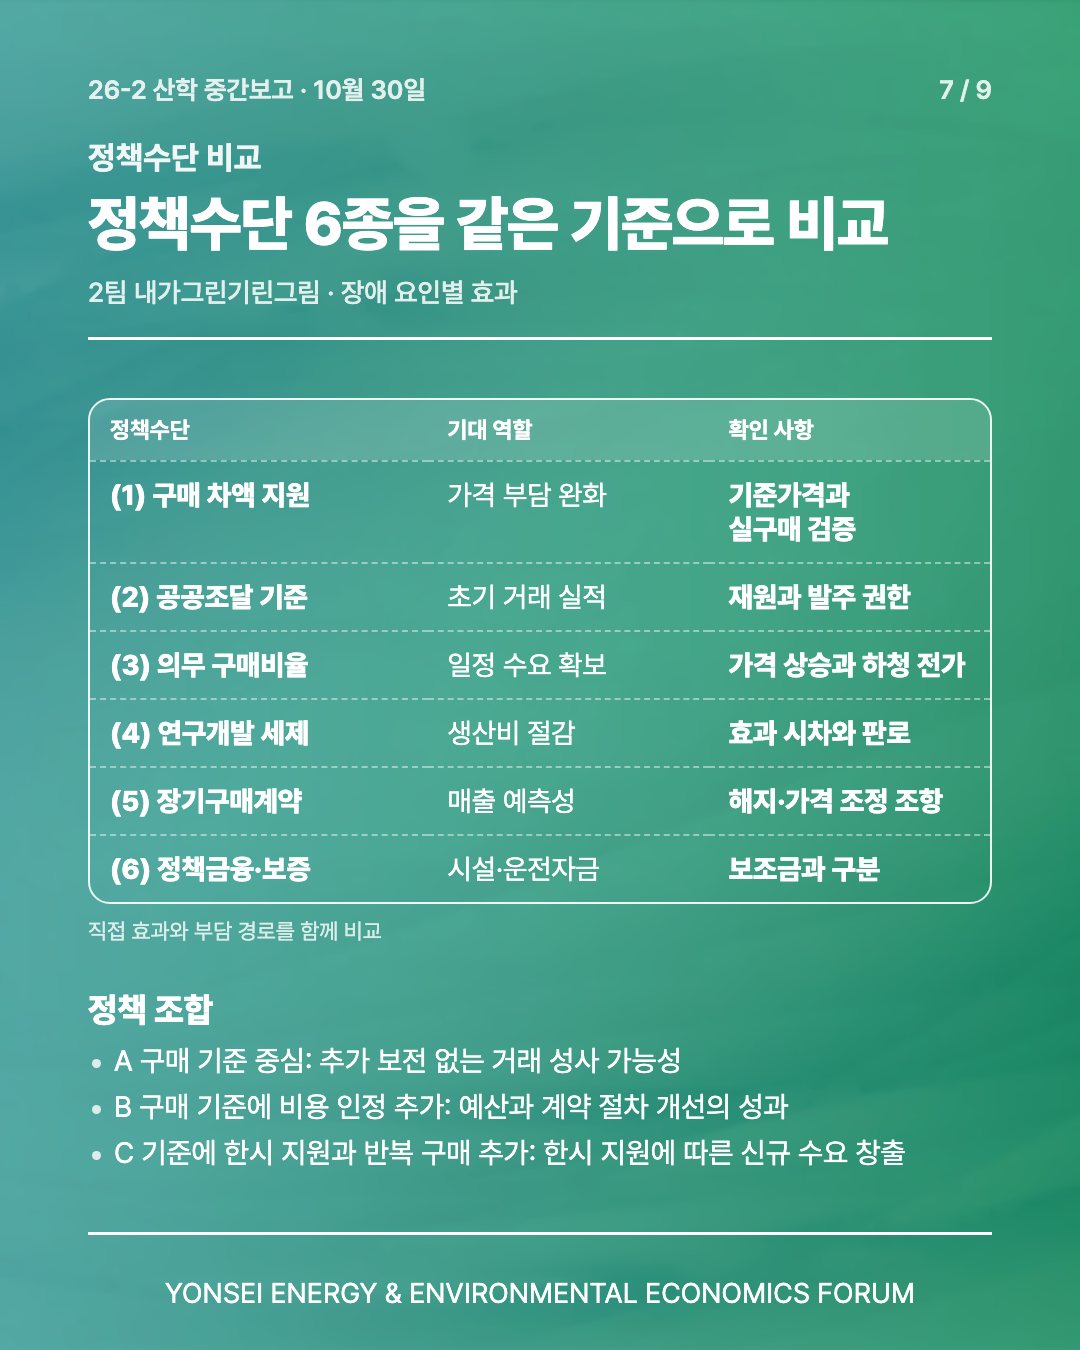 26-2 산학 중간보고 · 10월 30일
7 / 9
정책수단 비교
정책수단 6종을 같은 기준으로 비교
2팀 내가그린기린그림 · 장애 요인별 효과
정책수단 기대 역할 확인 사항
(1) 구매 차액 지원 가격 부담 완화 기준가격과
실구매 검증
(2) 공공조달 기준 초기 거래 실적 재원과 발주 권한
(3) 의무 구매비율 일정 수요 확보 가격 상승과 하청 전가
(4) 연구개발 세제 생산비 절감 효과 시차와 판로
(5) 장기구매계약 매출 예측성 해지·가격 조정 조항
(6) 정책금융·보증 시설·운전자금 보조금과 구분
직접 효과와 부담 경로를 함께 비교
정책 조합
• A 구매 기준 중심: 추가 보전 없는 거래 성사 가능성
• B 구매 기준에 비용 인정 추가: 예산과 계약 절차 개선의 성과
• C 기준에 한시 지원과 반복 구매 추가: 한시 지원에 따른 신규 수요 창출
YONSEI ENERGY & ENVIRONMENTAL ECONOMICS FORUM